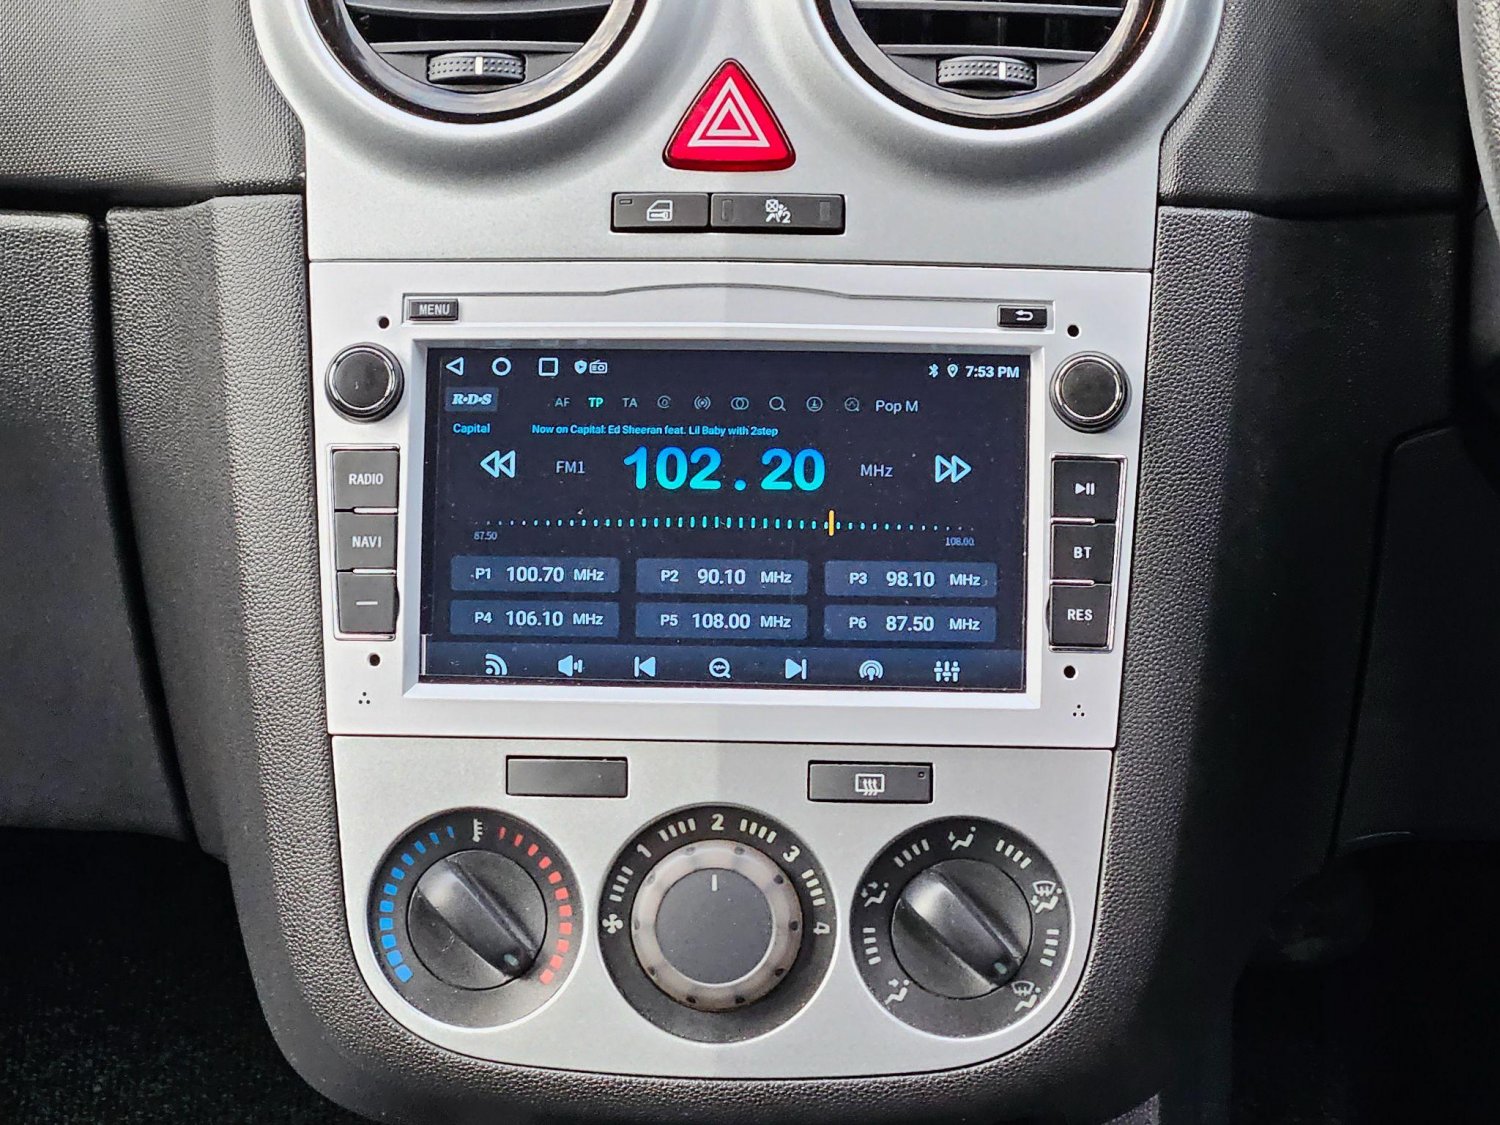 2
MENU
7:53 PM
R·D·S AF TP TA Pop M
Capital Now on Capital: Ed Sheeran feat. Lil Baby with 2step
FM1 102.20 MHz
87.50 108.00
P1 100.70 MHz P2 90.10 MHz P3 98.10 MHz
P4 106.10 MHz P5 108.00 MHz P6 87.50 MHz
RADIO
NAVI
BT
RES
1 2 3 4